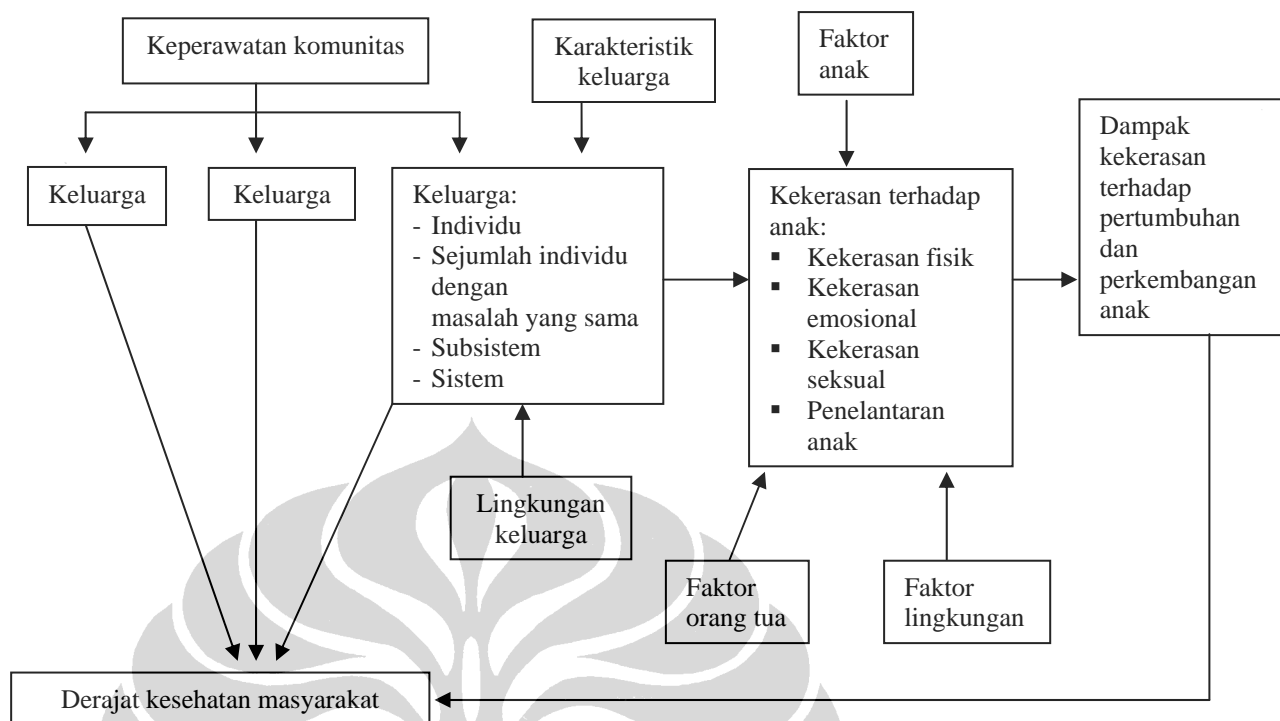 Keperawatan komunitas
Karakteristik
keluarga
Faktor
anak
Dampak
kekerasan
terhadap
pertumbuhan
dan
perkembangan
anak
Keluarga
Keluarga
Keluarga:
- Individu
- Sejumlah individu
dengan
masalah yang sama
- Subsistem
- Sistem
Kekerasan terhadap
anak:
▪ Kekerasan fisik
▪ Kekerasan
emosional
▪ Kekerasan
seksual
▪ Penelantaran
anak
Lingkungan
keluarga
Faktor
orang tua
Faktor
lingkungan
Derajat kesehatan masyarakat